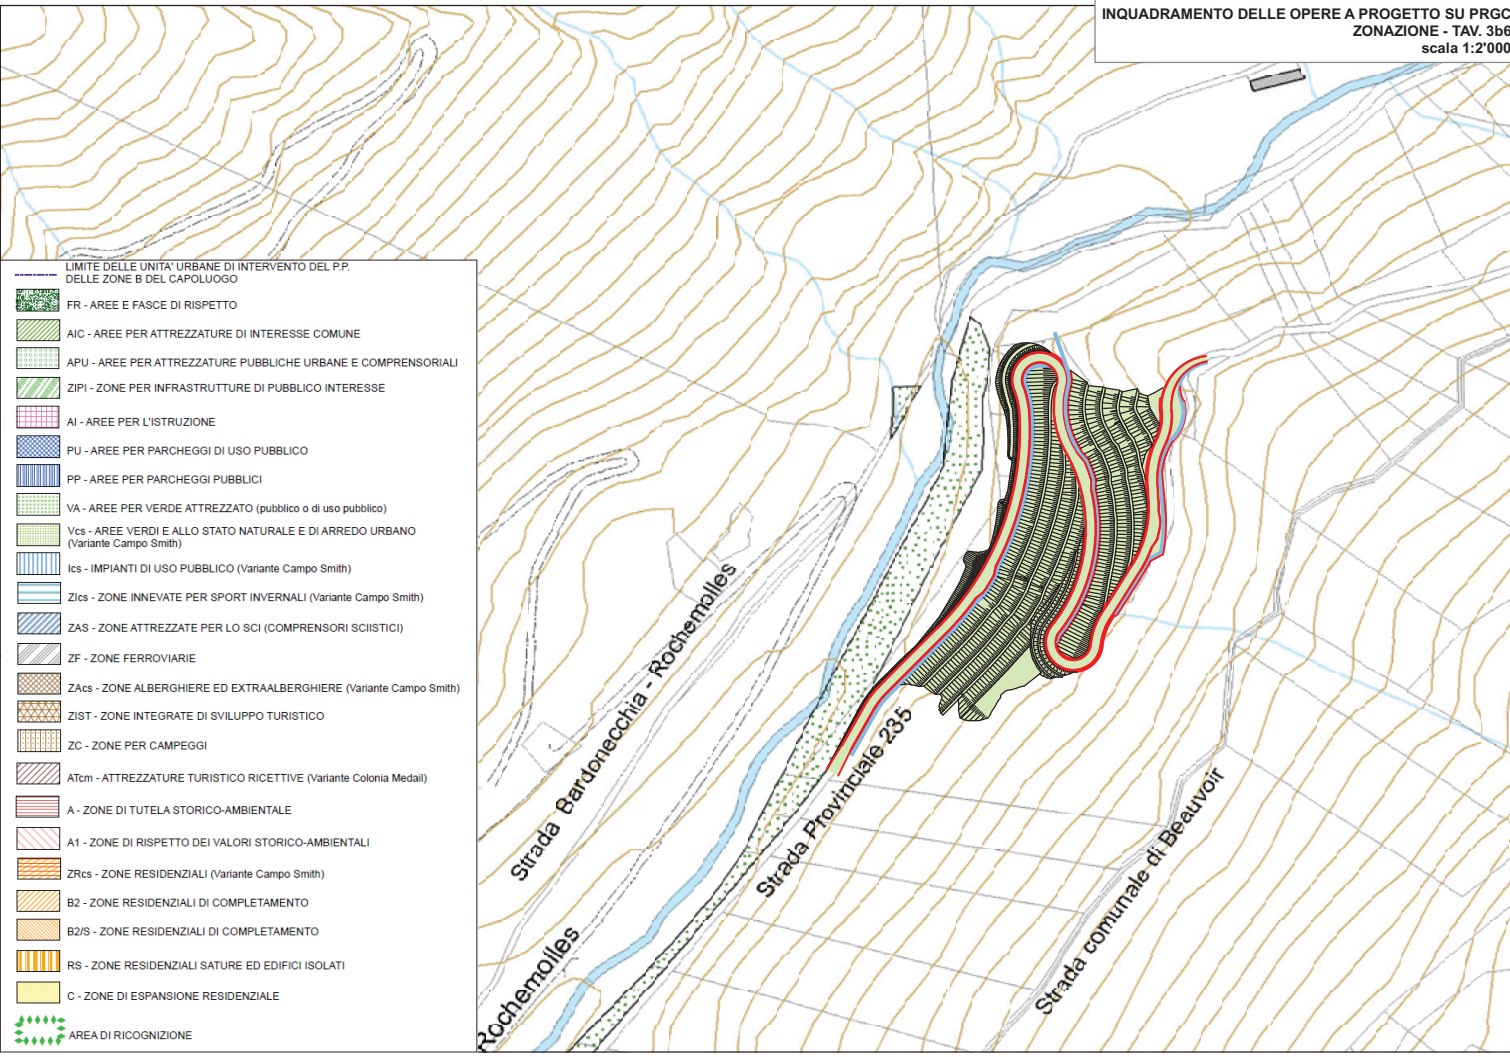 INQUADRAMENTO DELLE OPERE A PROGETTO SU PRGC
ZONAZIONE - TAV. 3b6
scala 1:2'000
LIMITE DELLE UNITA' URBANE DI INTERVENTO DEL P.P.
DELLE ZONE B DEL CAPOLUOGO
FR - AREE E FASCE DI RISPETTO
AIC - AREE PER ATTREZZATURE DI INTERESSE COMUNE
APU - AREE PER ATTREZZATURE PUBBLICHE URBANE E COMPRENSORIALI
ZIPI - ZONE PER INFRASTRUTTURE DI PUBBLICO INTERESSE
AI - AREE PER L'ISTRUZIONE
PU - AREE PER PARCHEGGI DI USO PUBBLICO
PP - AREE PER PARCHEGGI PUBBLICI
VA - AREE PER VERDE ATTREZZATO (pubblico o di uso pubblico)
Vcs - AREE VERDI E ALLO STATO NATURALE E DI ARREDO URBANO
(Variante Campo Smith)
Ics - IMPIANTI DI USO PUBBLICO (Variante Campo Smith)
ZIcs - ZONE INNEVATE PER SPORT INVERNALI (Variante Campo Smith)
ZAS - ZONE ATTREZZATE PER LO SCI (COMPRENSORI SCIISTICI)
ZF - ZONE FERROVIARIE
ZAcs - ZONE ALBERGHIERE ED EXTRAALBERGHIERE (Variante Campo Smith)
ZIST - ZONE INTEGRATE DI SVILUPPO TURISTICO
ZC - ZONE PER CAMPEGGI
ATcm - ATTREZZATURE TURISTICO RICETTIVE (Variante Colonia Medail)
A - ZONE DI TUTELA STORICO-AMBIENTALE
A1 - ZONE DI RISPETTO DEI VALORI STORICO-AMBIENTALI
ZRcs - ZONE RESIDENZIALI (Variante Campo Smith)
B2 - ZONE RESIDENZIALI DI COMPLETAMENTO
B2/S - ZONE RESIDENZIALI DI COMPLETAMENTO
RS - ZONE RESIDENZIALI SATURE ED EDIFICI ISOLATI
C - ZONE DI ESPANSIONE RESIDENZIALE
AREA DI RICOGNIZIONE
Strada Bardonecchia - Rochemolles
Strada Provinciale 235
Strada comunale di Beauvoir
Rochemolles